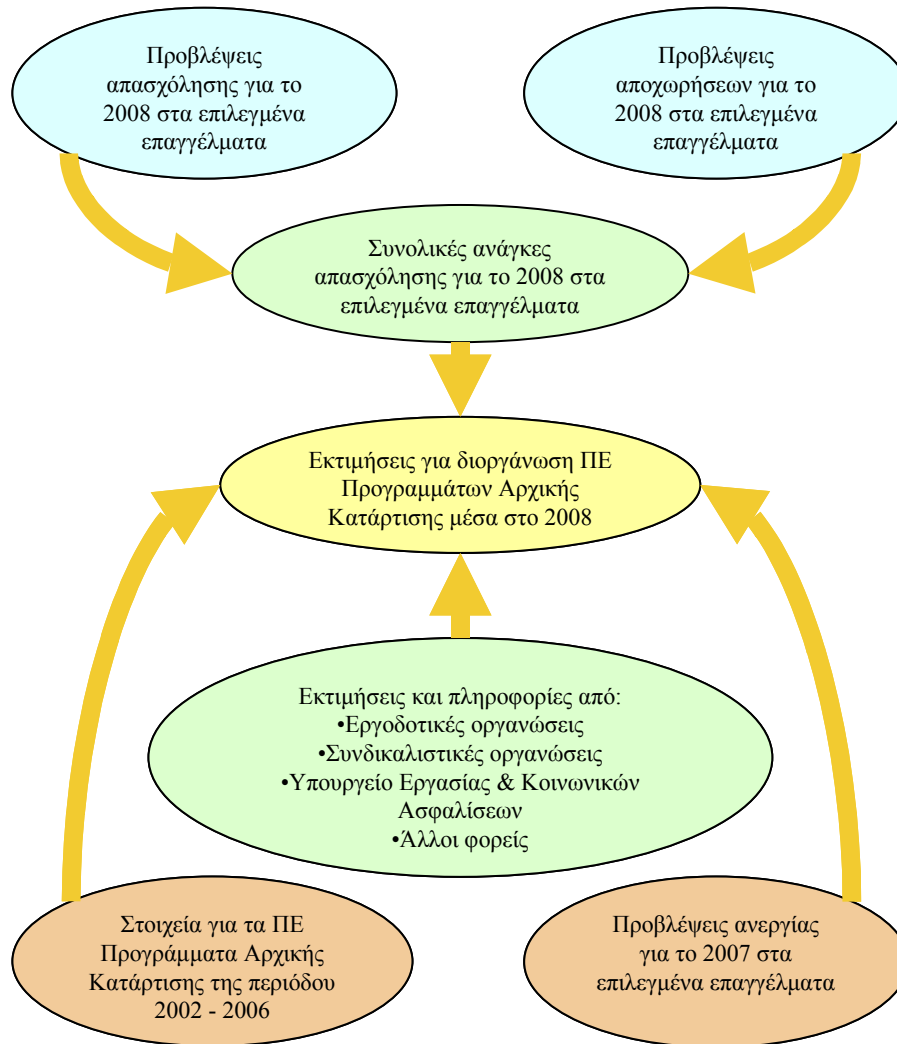 Προβλέψεις
απασχόλησης για το
2008 στα επιλεγμένα
επαγγέλματα
Προβλέψεις
αποχωρήσεων για το
2008 στα επιλεγμένα
επαγγέλματα
Συνολικές ανάγκες
απασχόλησης για το 2008 στα
επιλεγμένα επαγγέλματα
Εκτιμήσεις για διοργάνωση ΠΕ
Προγραμμάτων Αρχικής
Κατάρτισης μέσα στο 2008
Εκτιμήσεις και πληροφορίες από:
•Εργοδοτικές οργανώσεις
•Συνδικαλιστικές οργανώσεις
•Υπουργείο Εργασίας & Κοινωνικών
Ασφαλίσεων
•Άλλοι φορείς
Στοιχεία για τα ΠΕ
Προγράμματα Αρχικής
Κατάρτισης της περιόδου
2002 - 2006
Προβλέψεις ανεργίας
για το 2007 στα
επιλεγμένα επαγγέλματα